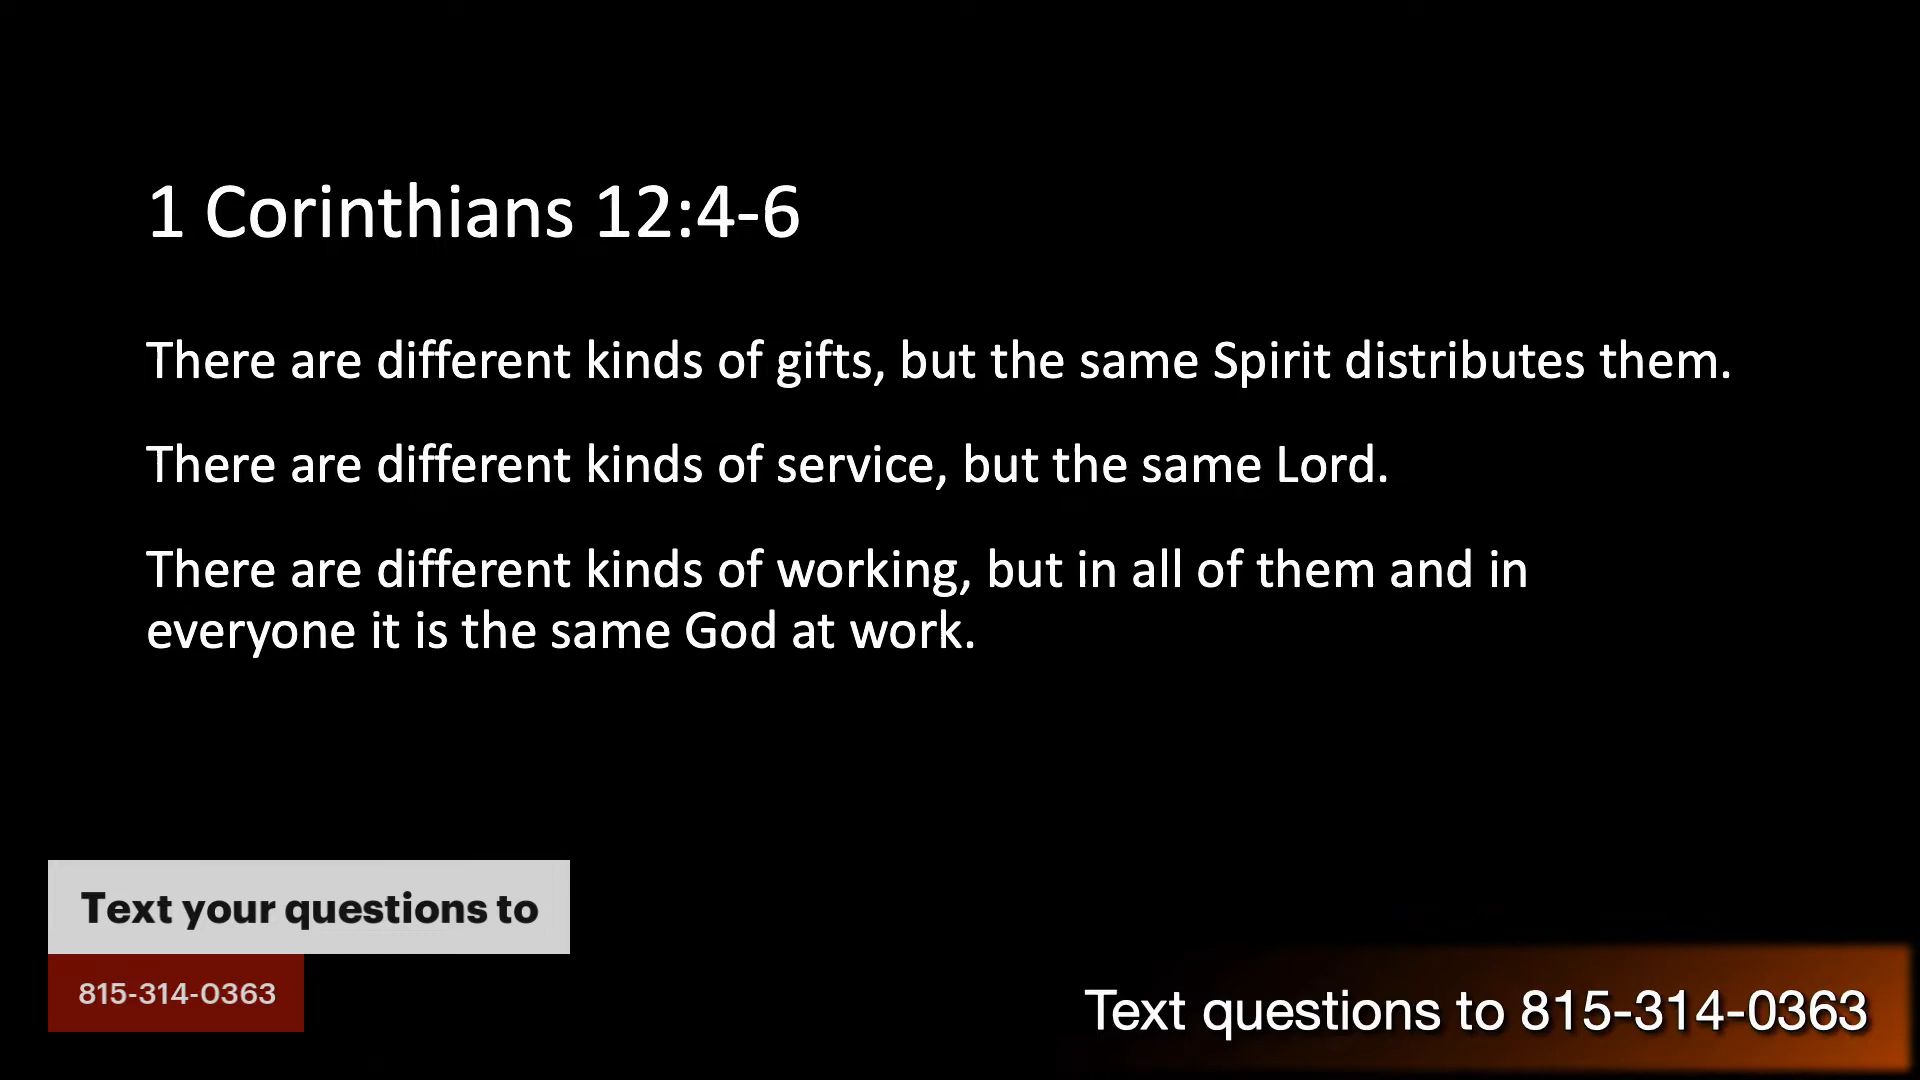 1 Corinthians 12:4-6
There are different kinds of gifts, but the same Spirit distributes them.
There are different kinds of service, but the same Lord.
There are different kinds of working, but in all of them and in
everyone it is the same God at work.
Text your questions to
815-314-0363
Text questions to 815-314-0363